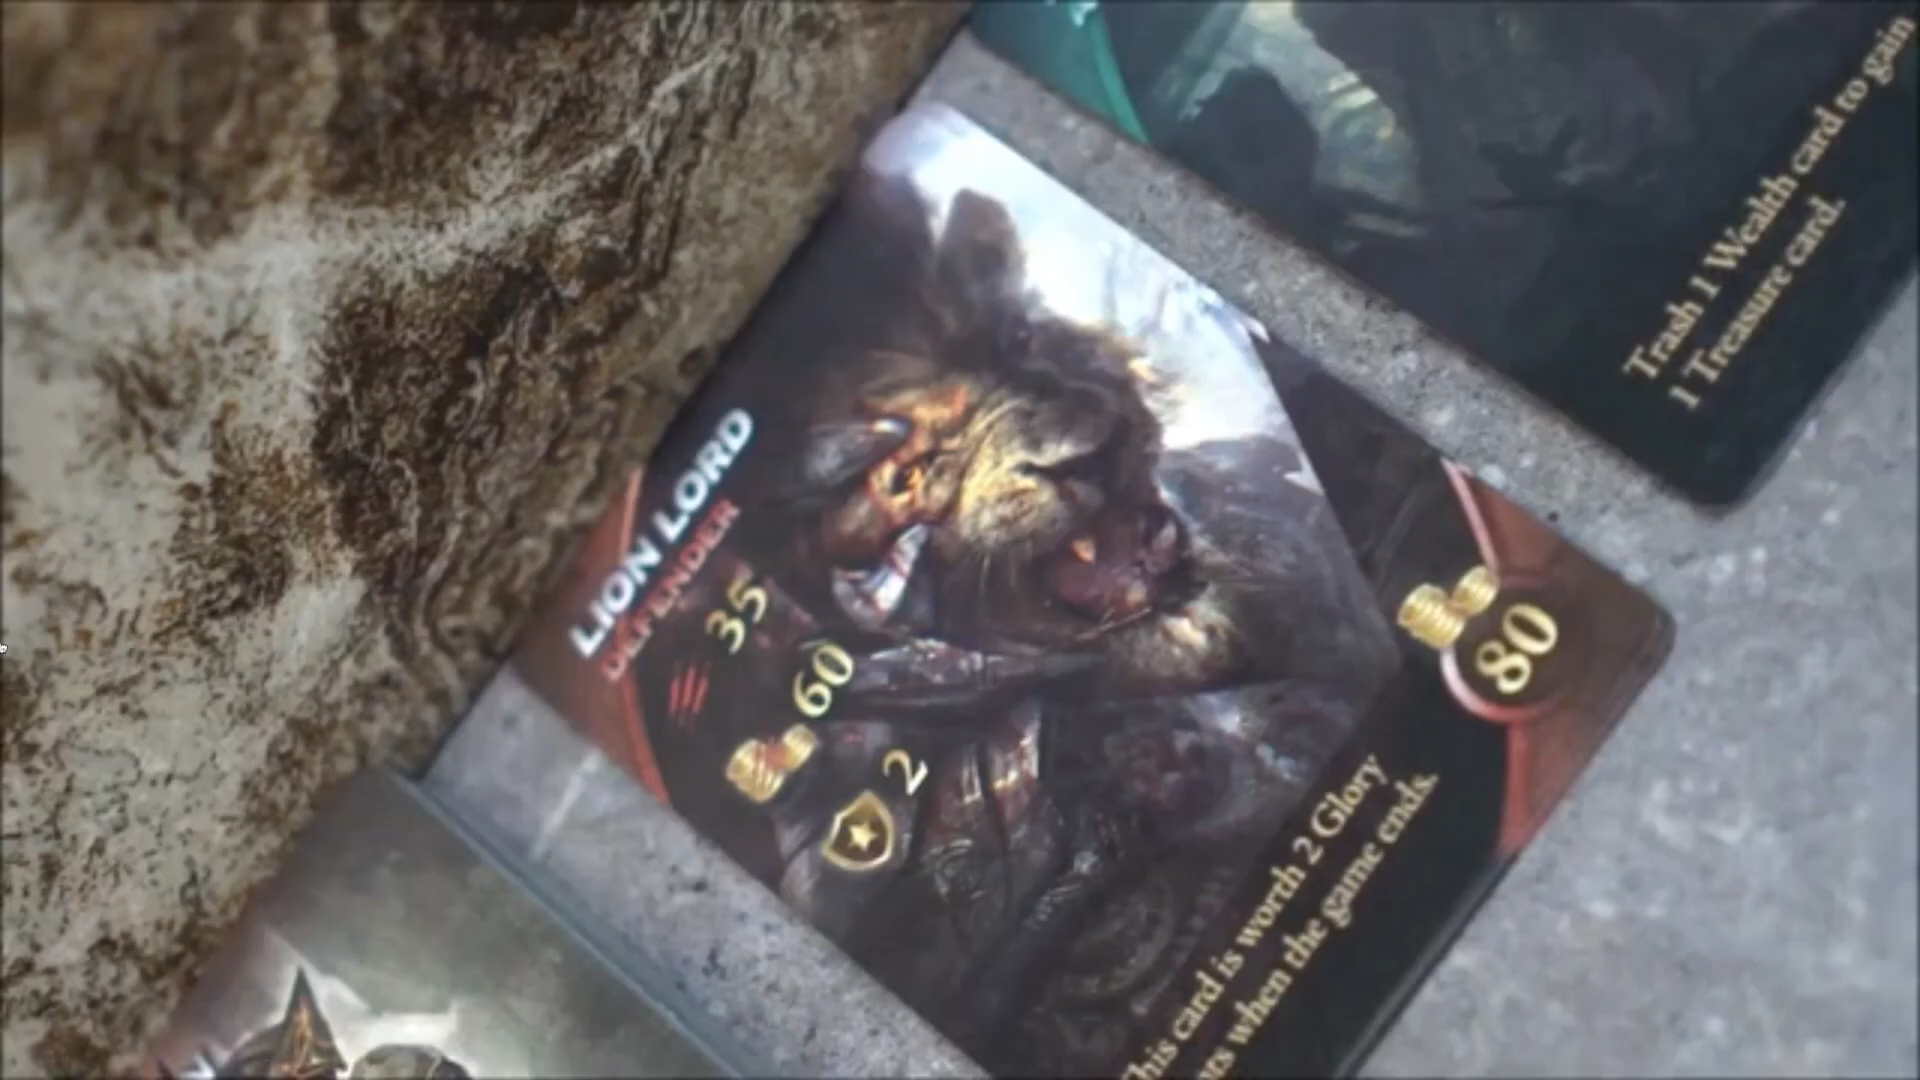 Trash 1 Wealth card to gain
1 Treasure card.
LION LORD
DEFENDER
35
60
2
80
This card is worth 2 Glory
when the game ends.